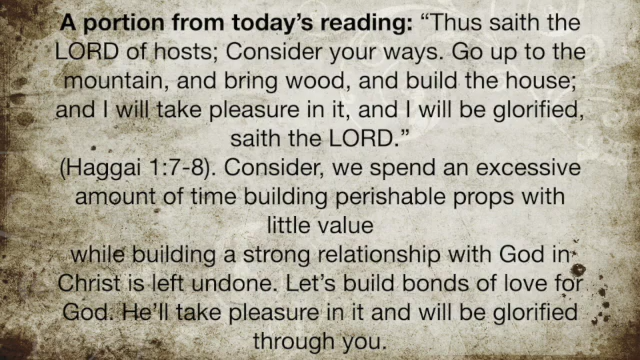 A portion from today’s reading: “Thus saith the
LORD of hosts; Consider your ways. Go up to the
mountain, and bring wood, and build the house;
and I will take pleasure in it, and I will be glorified,
saith the LORD.”
(Haggai 1:7-8). Consider, we spend an excessive
amount of time building perishable props with
little value
while building a strong relationship with God in
Christ is left undone. Let’s build bonds of love for
God. He’ll take pleasure in it and will be glorified
through you.